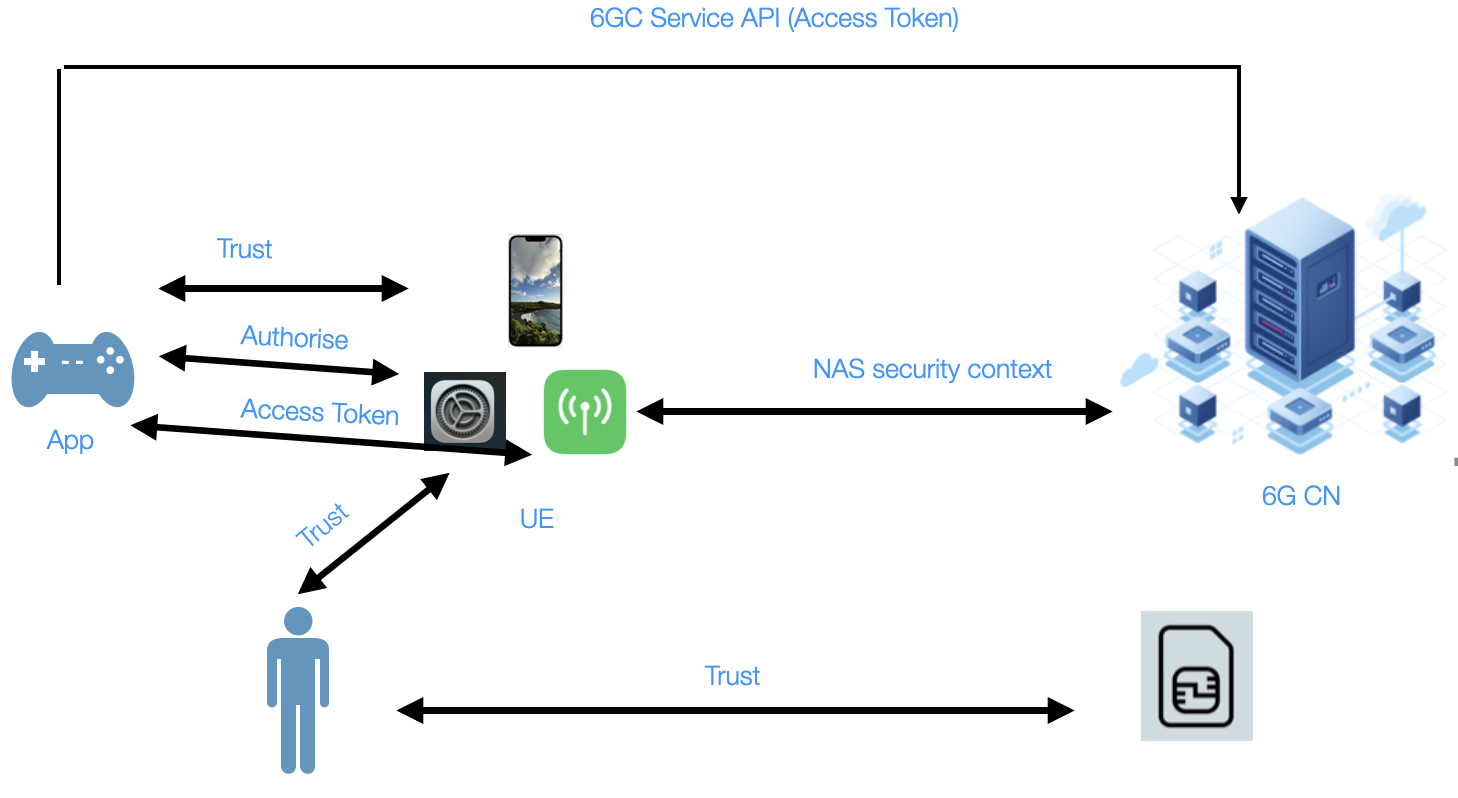 6GC Service API (Access Token)
Trust
Authorise
Access Token
App
NAS security context
6G CN
UE
Trust
Trust